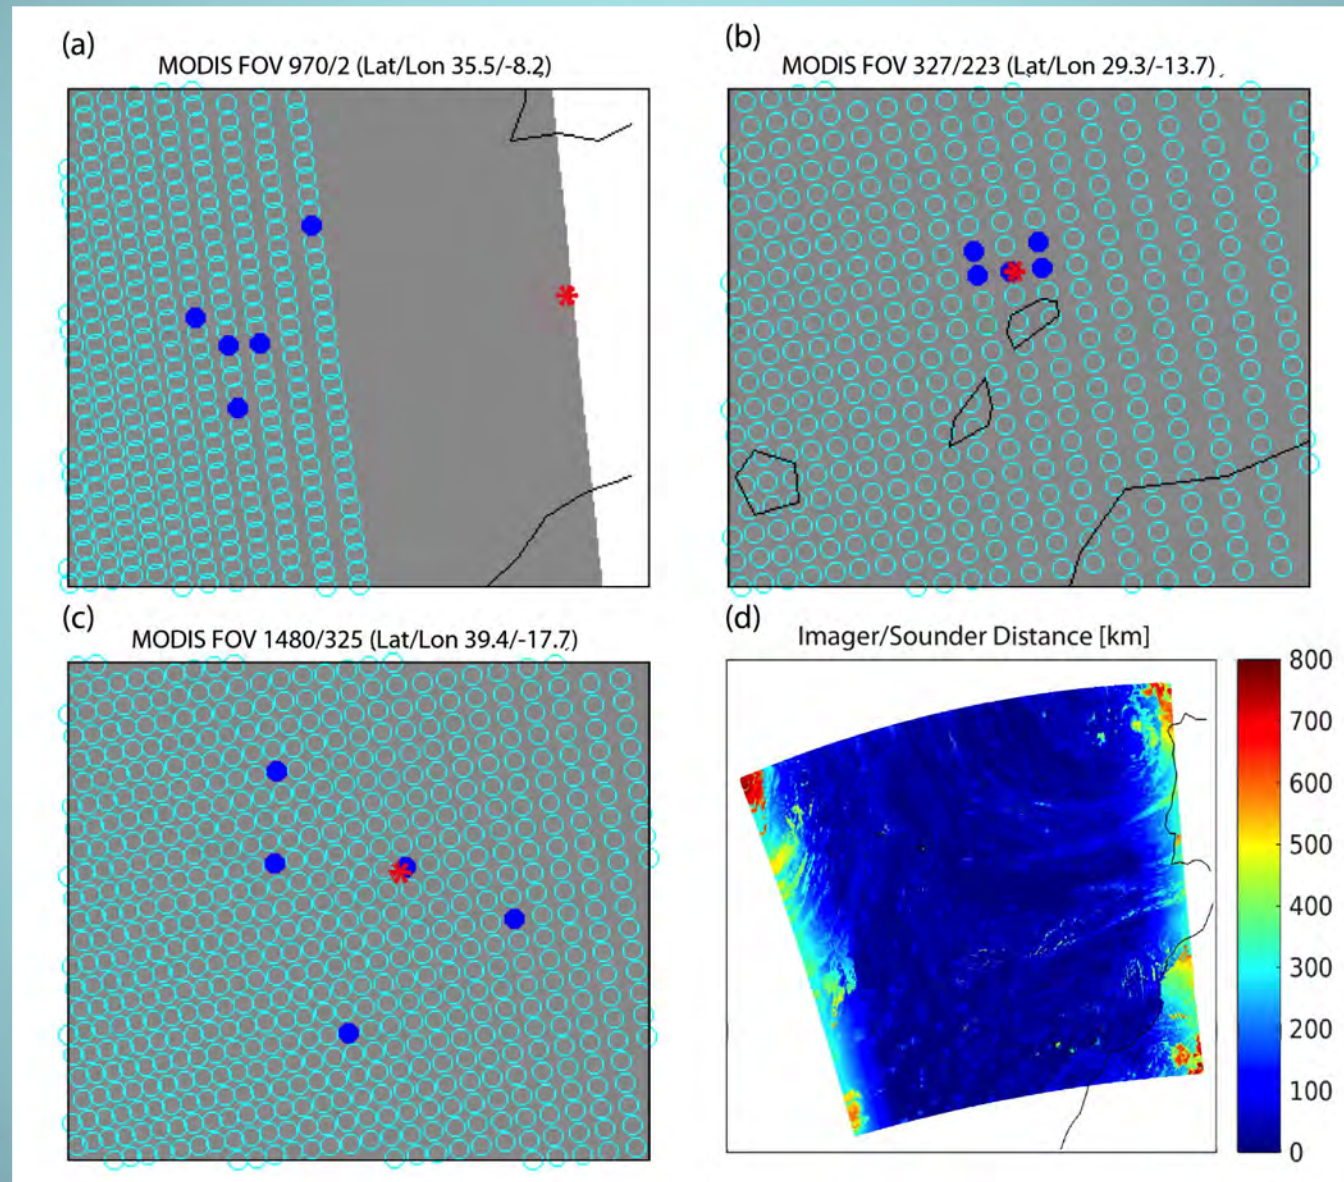 (a)
MODIS FOV 970/2 (Lat/Lon 35.5/-8.2)
(b)
MODIS FOV 327/223 (Lat/Lon 29.3/-13.7)
(c)
MODIS FOV 1480/325 (Lat/Lon 39.4/-17.7)
(d)
Imager/Sounder Distance [km]
800
700
600
500
400
300
200
100
0